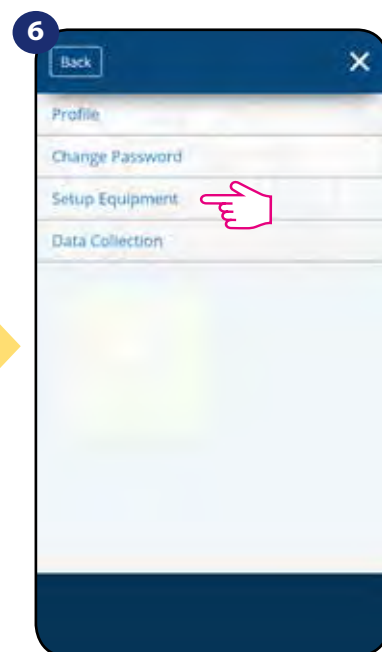 6
Back ×
Profile
Change Password
Setup Equipment
Data Collection